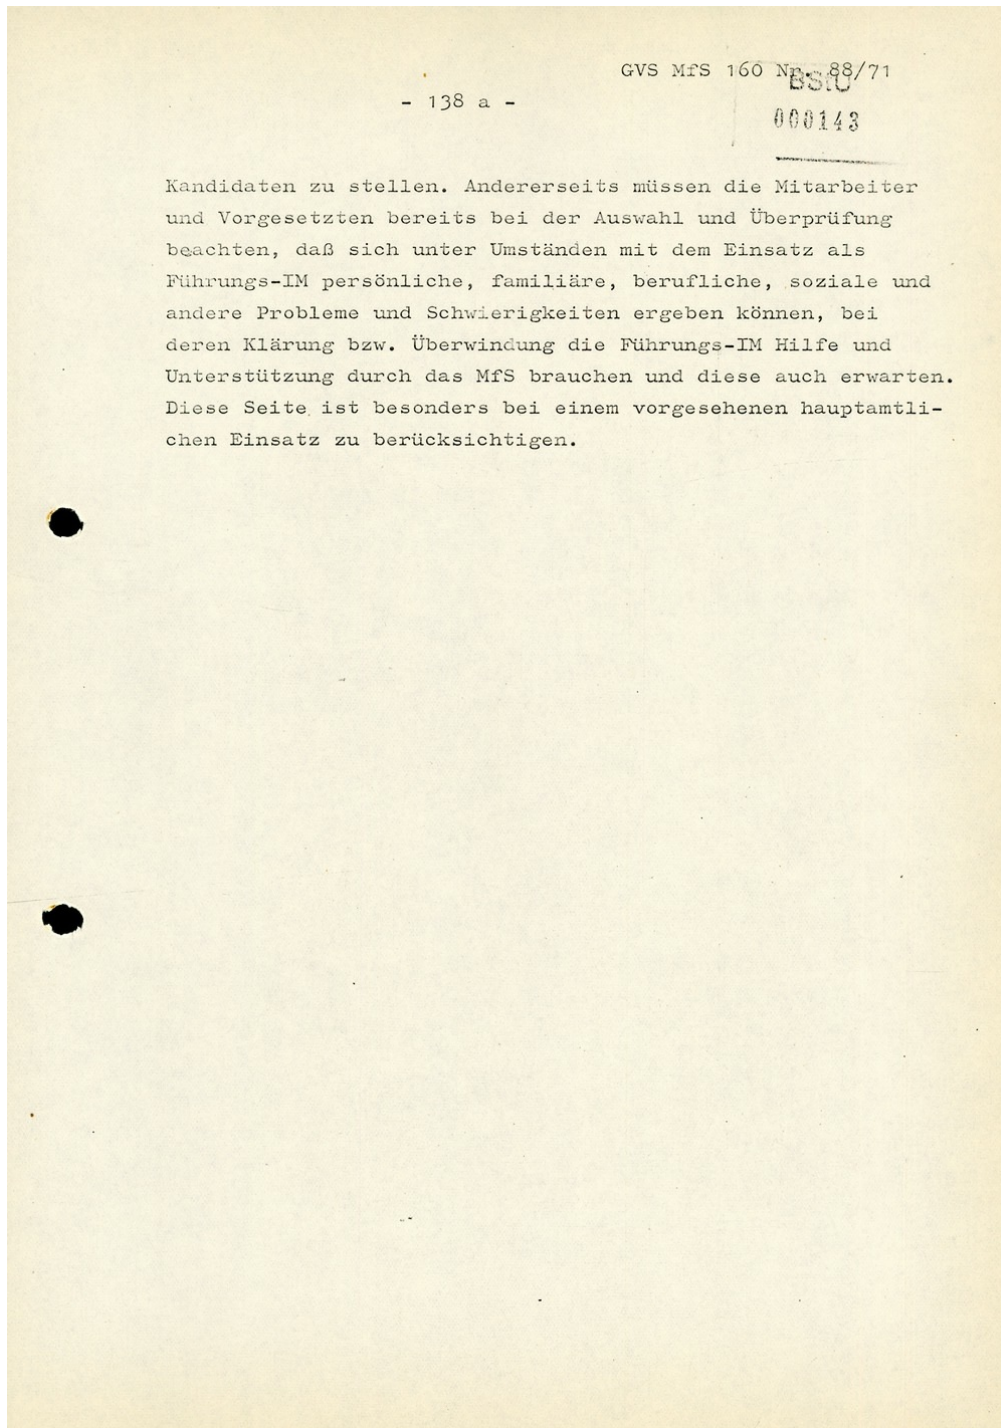 GVS MfS 160 Nr. 88/71
BStU
- 138 a -
000143
Kandidaten zu stellen. Andererseits müssen die Mitarbeiter
und Vorgesetzten bereits bei der Auswahl und Überprüfung
beachten, daß sich unter Umständen mit dem Einsatz als
Führungs-IM persönliche, familiäre, berufliche, soziale und
andere Probleme und Schwierigkeiten ergeben können, bei
deren Klärung bzw. Überwindung die Führungs-IM Hilfe und
Unterstützung durch das MfS brauchen und diese auch erwarten.
Diese Seite ist besonders bei einem vorgesehenen hauptamtli-
chen Einsatz zu berücksichtigen.